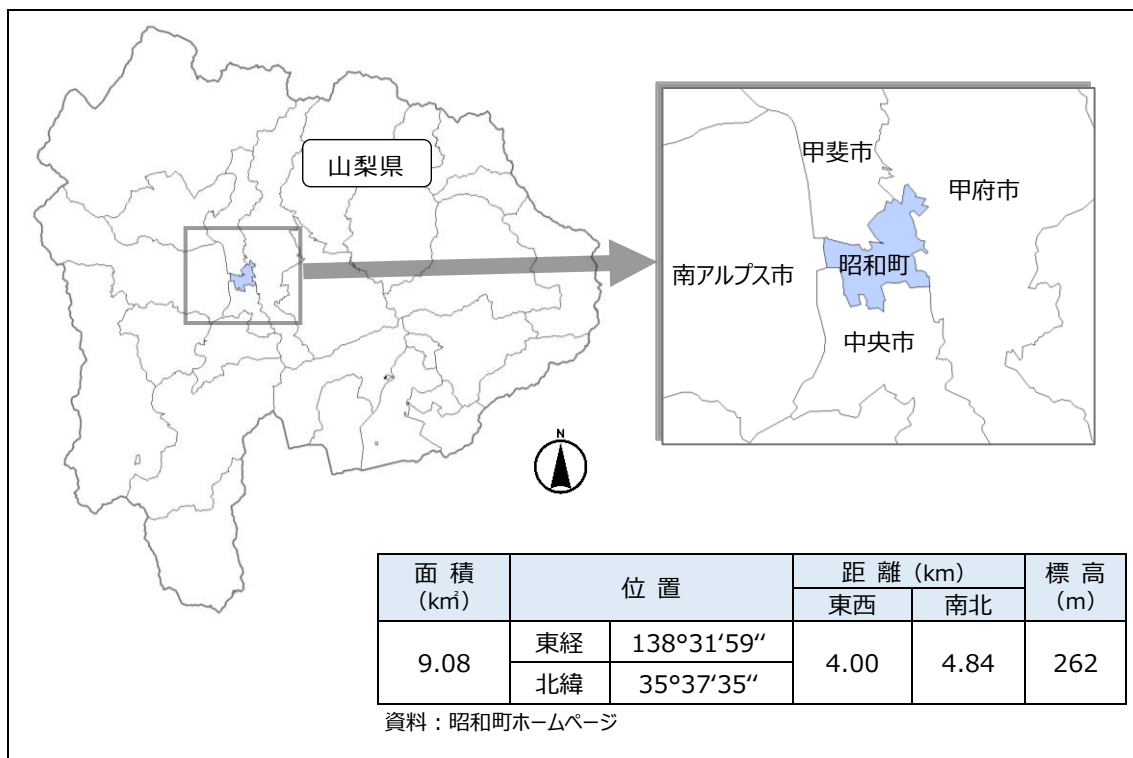 山梨県
甲斐市
甲府市
昭和町
南アルプス市
中央市
N
面 積
(k㎡)
位 置
距 離 (km)
標 高
(m)
東西
南北
9.08
東経
138°31‘59“
4.00
4.84
262
北緯
35°37‘35“
資料：昭和町ホームページ